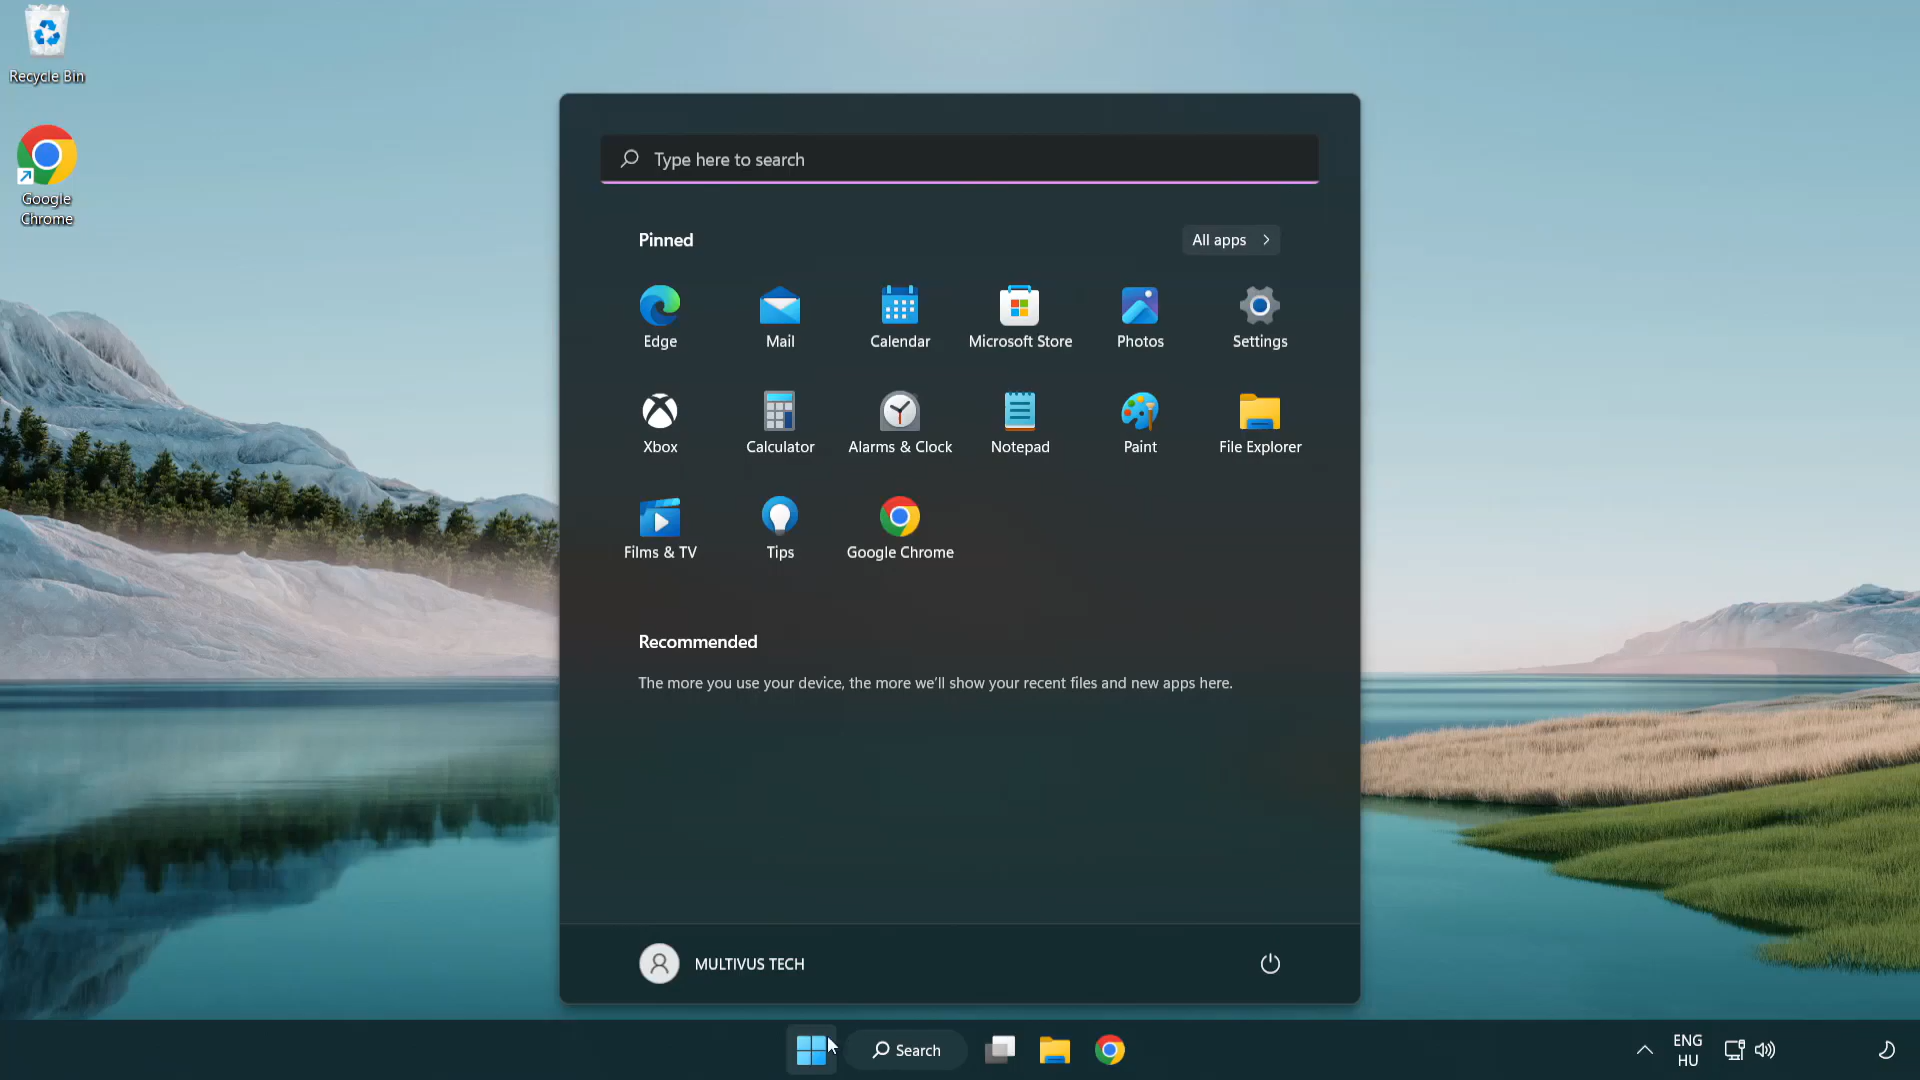 Recycle Bin
Google
Chrome
Type here to search
Pinned
All apps
Edge
Mail
Calendar
Microsoft Store
Photos
Settings
Xbox
Calculator
Alarms & Clock
Notepad
Paint
File Explorer
Films & TV
Tips
Google Chrome
Recommended
The more you use your device, the more we'll show your recent files and new apps here.
MULTIVUS TECH
Search
ENG
HU